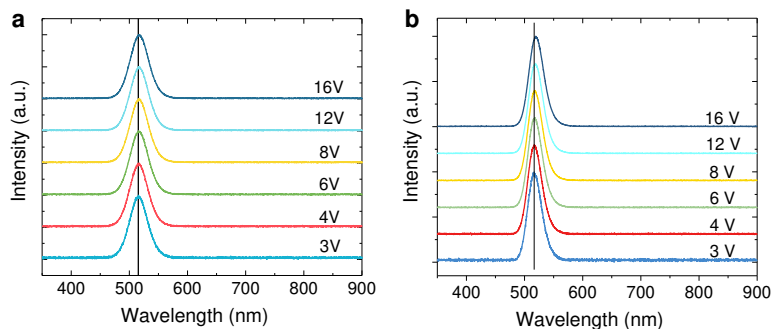 a
16V
12V
8V
6V
4V
3V
Intensity (a.u.)
400 500 600 700 800 900
Wavelength (nm)
b
16 V
12 V
8 V
6 V
4 V
3 V
Intensity (a.u.)
400 500 600 700 800 900
Wavelength (nm)